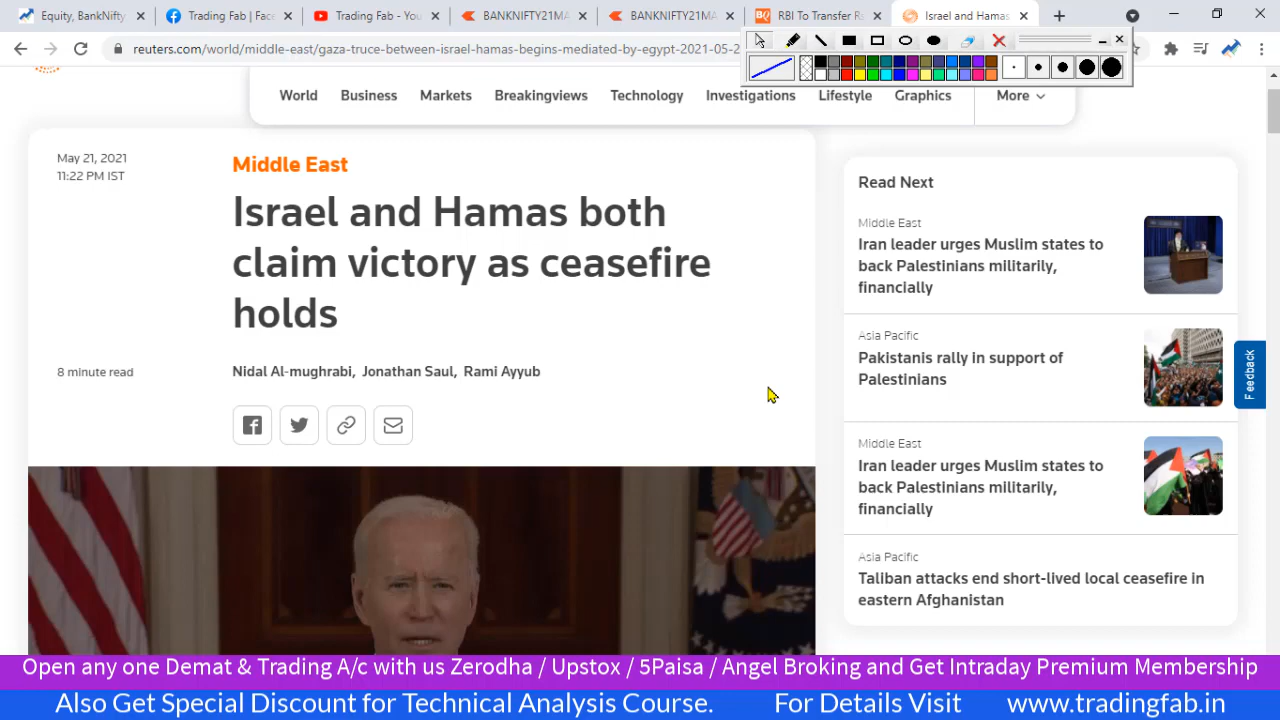 Equity, BankNifty
Trading Fab | Face
Trading Fab - You
BANKNIFTY21MA
BANKNIFTY21MA
RBI To Transfer R
Israel and Hamas
reuters.com/world/middle-east/gaza-truce-between-israel-hamas-begins-mediated-by-egypt-2021-05-2
World
Business
Markets
Breakingviews
Technology
Investigations
Lifestyle
Graphics
More
May 21, 2021
11:22 PM IST
Middle East
Israel and Hamas both
claim victory as ceasefire
holds
8 minute read
Nidal Al-mughrabi, Jonathan Saul, Rami Ayyub
Read Next
Middle East
Iran leader urges Muslim states to
back Palestinians militarily,
financially
Asia Pacific
Pakistanis rally in support of
Palestinians
Middle East
Iran leader urges Muslim states to
back Palestinians militarily,
financially
Asia Pacific
Taliban attacks end short-lived local ceasefire in
eastern Afghanistan
Feedback
Open any one Demat & Trading A/c with us Zerodha / Upstox / 5Paisa / Angel Broking and Get Intraday Premium Membership
Also Get Special Discount for Technical Analysis Course. For Details Visit www.tradingfab.in